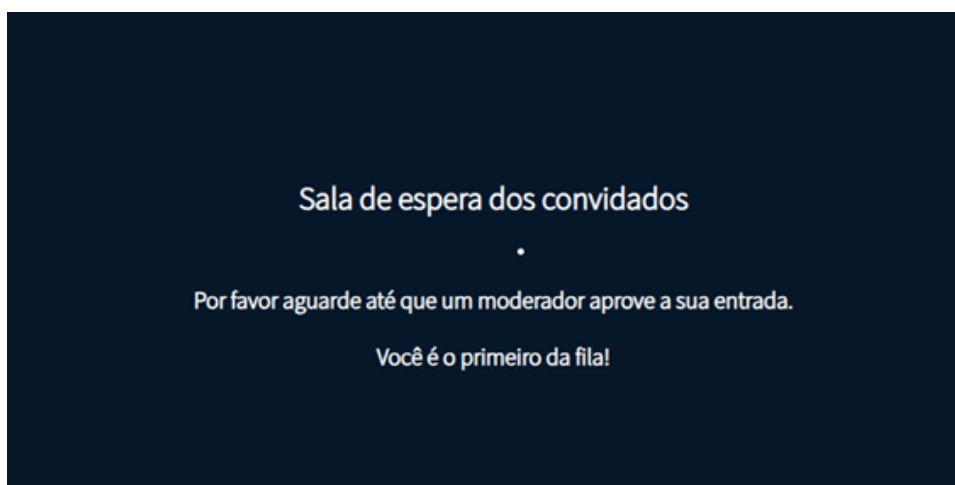 Sala de espera dos convidados
Por favor aguarde até que um moderador aprove a sua entrada.
Você é o primeiro da fila!